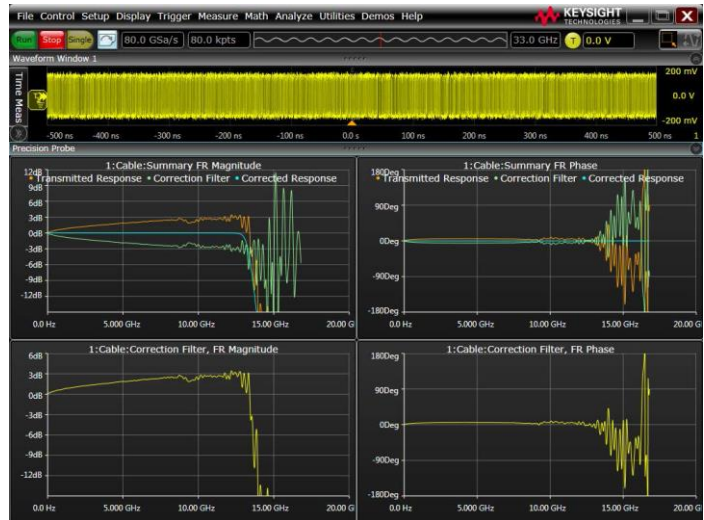 File Control Setup Display Trigger Measure Math Analyze Utilities Demos Help
KEYSIGHT
TECHNOLOGIES
Run Stop Single 80.0 GSa/s 80.0 kpts 33.0 GHz T 0.0 V
Waveform Window 1
Time Meas
200 mV
0.0 V
-200 mV
-500 ns -400 ns -300 ns -200 ns -100 ns 0.0 s 100 ns 200 ns 300 ns 400 ns 500 ns 1
Precision Probe
1:Cable:Summary FR Magnitude
Transmitted Response Correction Filter Corrected Response
12dB
9dB
6dB
3dB
0dB
-3dB
-6dB
-9dB
-12dB
0.0 Hz 5.000 GHz 10.00 GHz 15.00 GHz 20.00 G
1:Cable:Summary FR Phase
180Deg
Transmitted Response Correction Filter Corrected Response
90Deg
0Deg
-90Deg
-180Deg
0.0 Hz 5.000 GHz 10.00 GHz 15.00 GHz 20.00 G
1:Cable:Correction Filter, FR Magnitude
6dB
3dB
0dB
-3dB
-6dB
-9dB
-12dB
0.0 Hz 5.000 GHz 10.00 GHz 15.00 GHz 20.00 G
1:Cable:Correction Filter, FR Phase
180Deg
90Deg
0Deg
-90Deg
-180Deg
0.0 Hz 5.000 GHz 10.00 GHz 15.00 GHz 20.00 G